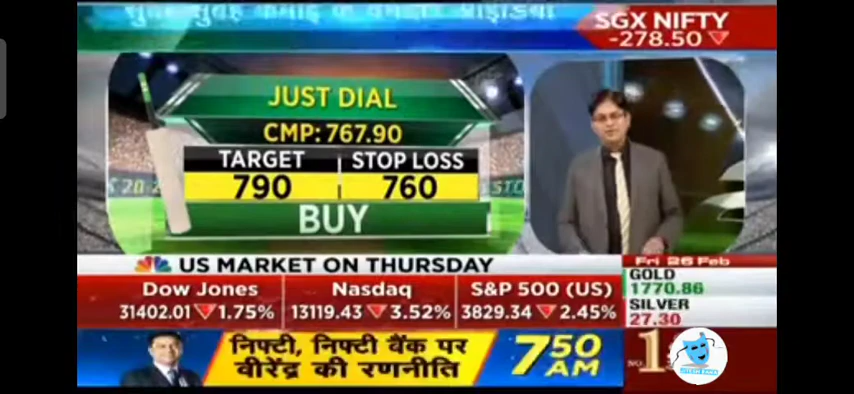 SGX NIFTY
-278.50
JUST DIAL
CMP: 767.90
TARGET
STOP LOSS
790
760
BUY
US MARKET ON THURSDAY
Dow Jones
31402.01 1.75%
Nasdaq
13119.43 3.52%
S&P 500 (US)
3829.34 2.45%
Fri 26 Feb
GOLD
1770.86
SILVER
27.30
निफ्टी, निफ्टी बैंक पर
वीरेंद्र की रणनीति
7 50
AM
NO 1